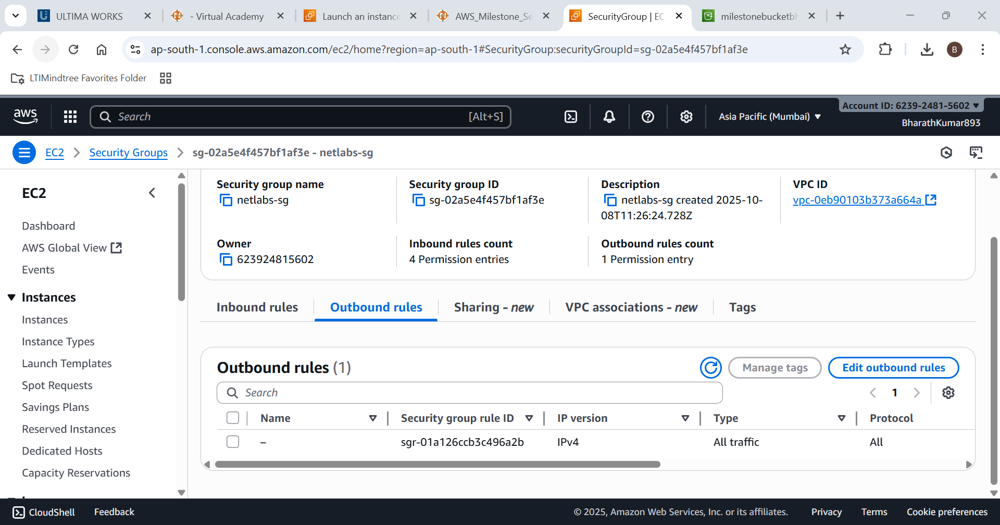 ULTIMA WORKS
- Virtual Academy
Launch an instance
AWS_Milestone_Se
SecurityGroup | EC
milestonebucketbh
ap-south-1.console.aws.amazon.com/ec2/home?region=ap-south-1#SecurityGroup:securityGroupId=sg-02a5e4f457bf1af3e
B
LTIMindtree Favorites Folder
aws
Search
[Alt+S]
Asia Pacific (Mumbai)
Account ID: 6239-2481-5602
BharathKumar893
EC2
Security Groups
sg-02a5e4f457bf1af3e - netlabs-sg
EC2
Dashboard
AWS Global View
Events
Instances
Instances
Instance Types
Launch Templates
Spot Requests
Savings Plans
Reserved Instances
Dedicated Hosts
Capacity Reservations
Security group name
netlabs-sg
Security group ID
sg-02a5e4f457bf1af3e
Description
netlabs-sg created 2025-10-
08T11:26:24.728Z
VPC ID
vpc-0eb90103b373a664a
Owner
623924815602
Inbound rules count
4 Permission entries
Outbound rules count
1 Permission entry
Inbound rules
Outbound rules
Sharing - new
VPC associations - new
Tags
Outbound rules (1)
Manage tags
Edit outbound rules
Search
1
Name
Security group rule ID
IP version
Type
Protocol
–
sgr-01a126ccb3c496a2b
IPv4
All traffic
All
CloudShell
Feedback
© 2025, Amazon Web Services, Inc. or its affiliates.
Privacy
Terms
Cookie preferences